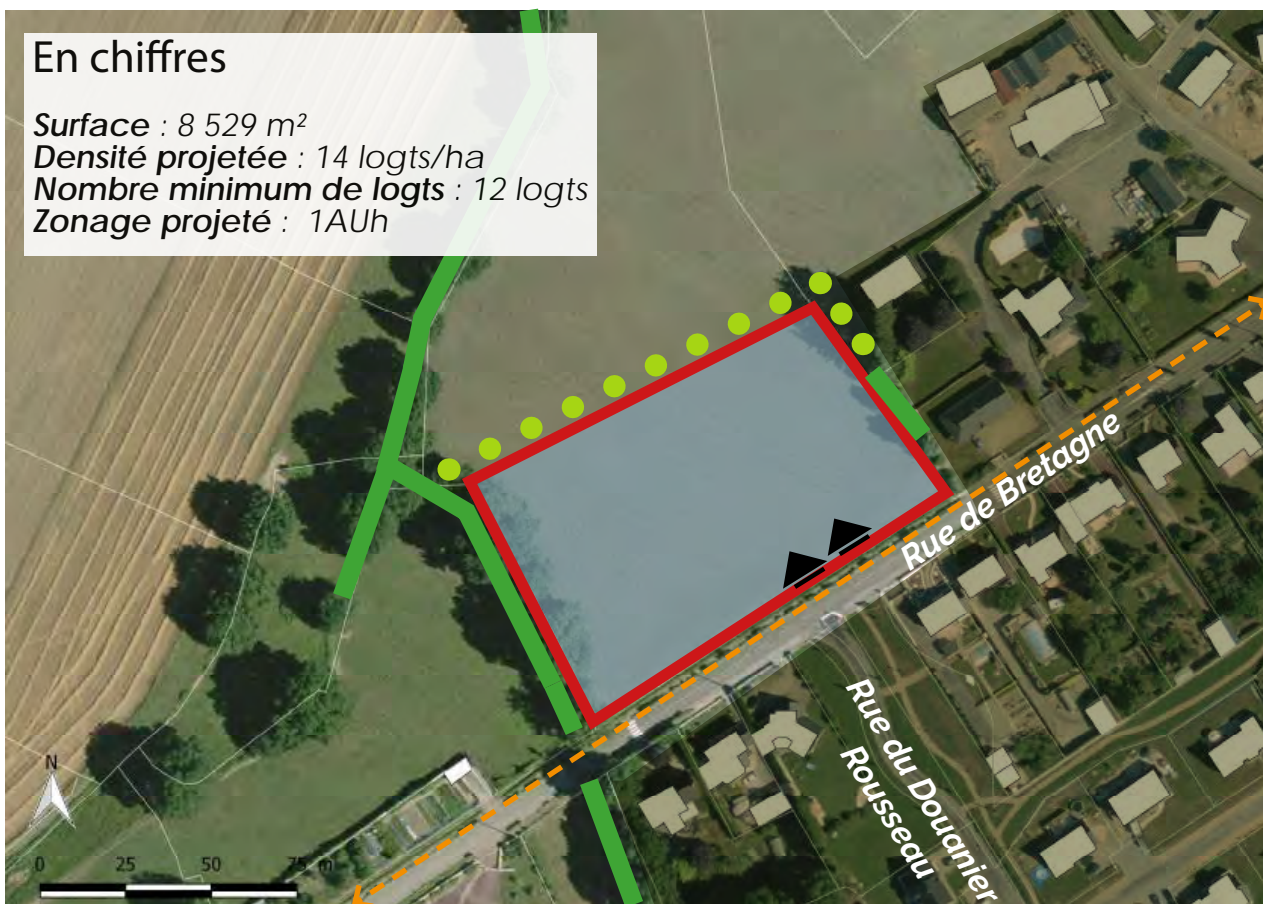 En chiffres
Surface : 8 529 m²
Densité projetée : 14 logts/ha
Nombre minimum de logts : 12 logts
Zonage projeté : 1AUh
Rue de Bretagne
Rue du Douanier
Rousseau
N
0 25 50 75 m